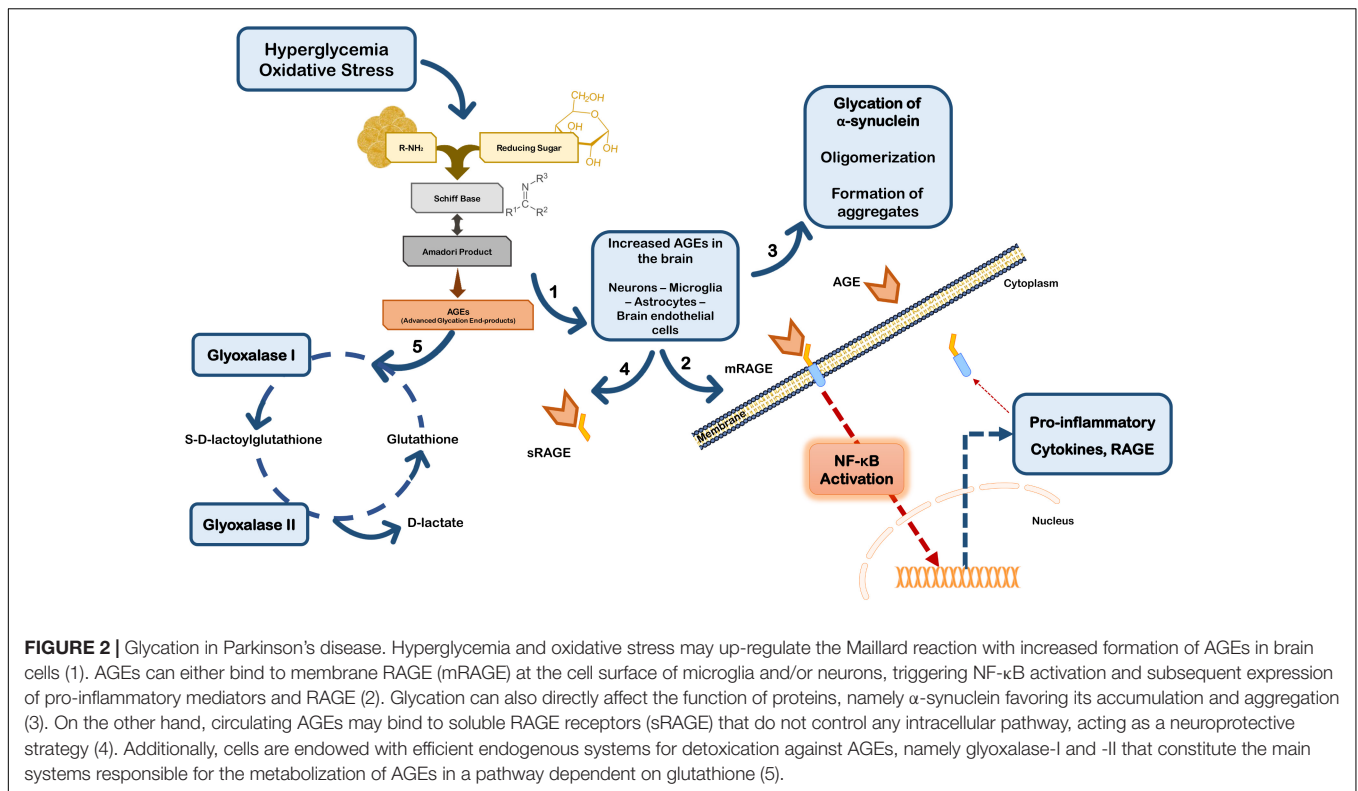 Hyperglycemia
Oxidative Stress
CH₂OH
O
OH
OH
OH
OH
R-NH₂
Reducing Sugar
Schiff Base
N
R³
C
R¹
R²
Amadori Product
AGEs
(Advanced Glycation End-products)
1
Increased AGEs in
the brain
Neurons – Microglia
– Astrocytes –
Brain endothelial
cells
3
Glycation of
α-synuclein
Oligomerization
Formation of
aggregates
5
Glyoxalase I
S-D-lactoylglutathione
Glutathione
Glyoxalase II
D-lactate
4
sRAGE
2
mRAGE
AGE
Cytoplasm
Membrane
NF-κB
Activation
Pro-inflammatory
Cytokines, RAGE
Nucleus
FIGURE 2 | Glycation in Parkinson’s disease. Hyperglycemia and oxidative stress may up-regulate the Maillard reaction with increased formation of AGEs in brain
cells (1). AGEs can either bind to membrane RAGE (mRAGE) at the cell surface of microglia and/or neurons, triggering NF-κB activation and subsequent expression
of pro-inflammatory mediators and RAGE (2). Glycation can also directly affect the function of proteins, namely α-synuclein favoring its accumulation and aggregation
(3). On the other hand, circulating AGEs may bind to soluble RAGE receptors (sRAGE) that do not control any intracellular pathway, acting as a neuroprotective
strategy (4). Additionally, cells are endowed with efficient endogenous systems for detoxication against AGEs, namely glyoxalase-I and -II that constitute the main
systems responsible for the metabolization of AGEs in a pathway dependent on glutathione (5).